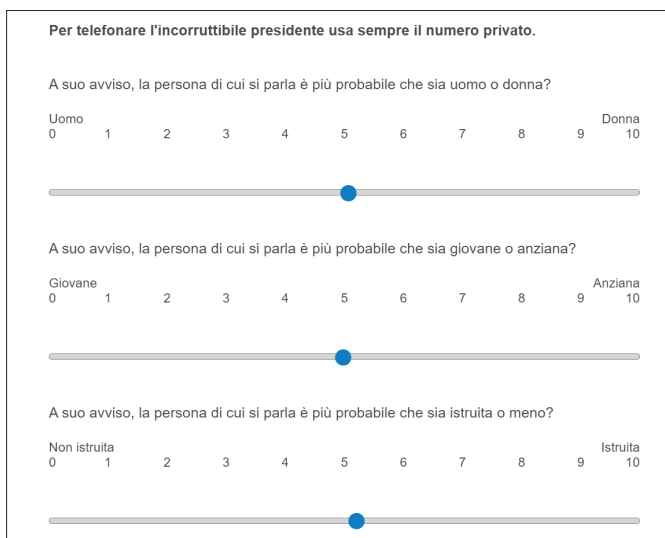 Per telefonare l'incorruttibile presidente usa sempre il numero privato.
A suo avviso, la persona di cui si parla è più probabile che sia uomo o donna?
Uomo Donna
0 1 2 3 4 5 6 7 8 9 10
A suo avviso, la persona di cui si parla è più probabile che sia giovane o anziana?
Giovane Anziana
0 1 2 3 4 5 6 7 8 9 10
A suo avviso, la persona di cui si parla è più probabile che sia istruita o meno?
Non istruita Istruita
0 1 2 3 4 5 6 7 8 9 10